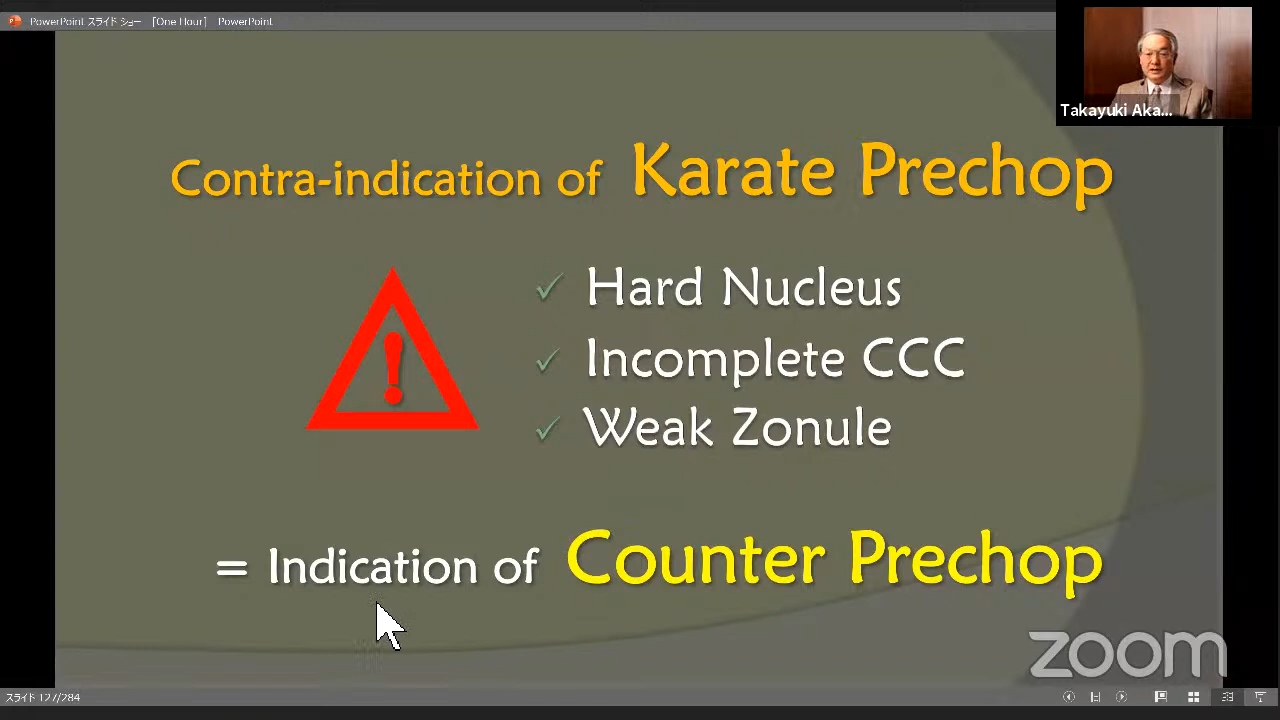 PowerPoint スライド ショー - [One Hour] - PowerPoint
Takayuki Aka...
Contra-indication of Karate Prechop
✓ Hard Nucleus
✓ Incomplete CCC
✓ Weak Zonule
= Indication of Counter Prechop
zoom
スライド 127/284